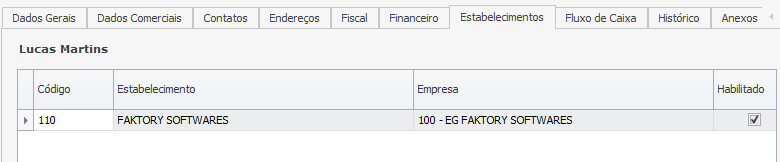 Dados Gerais Dados Comerciais Contatos Endereços Fiscal Financeiro Estabelecimentos Fluxo de Caixa Histórico Anexos
Lucas Martins
Código Estabelecimento Empresa Habilitado
110 FAKTORY SOFTWARES 100 - EG FAKTORY SOFTWARES